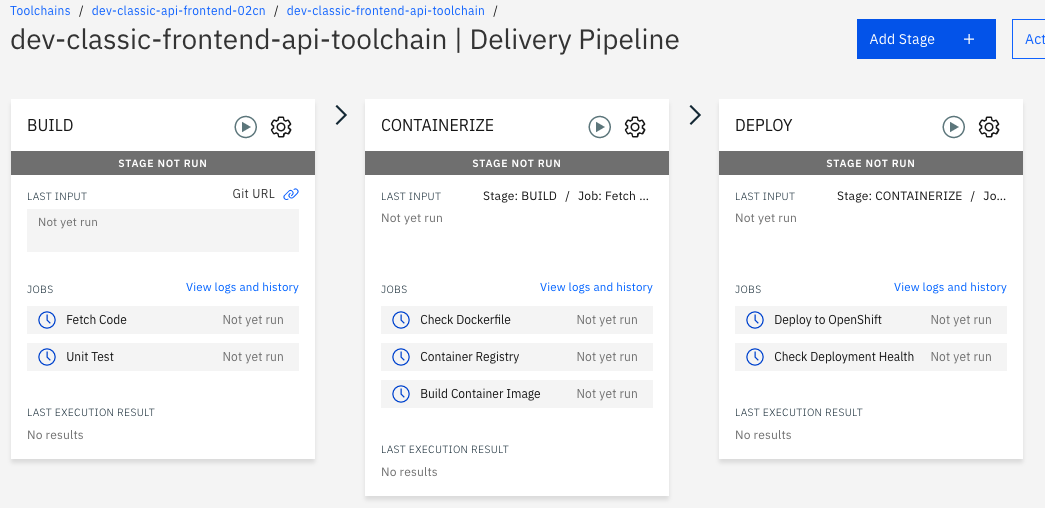 Toolchains / dev-classic-api-frontend-02cn / dev-classic-frontend-api-toolchain /
dev-classic-frontend-api-toolchain | Delivery Pipeline
Add Stage +
Act
BUILD
STAGE NOT RUN
LAST INPUT Git URL
Not yet run
JOBS View logs and history
Fetch Code Not yet run
Unit Test Not yet run
LAST EXECUTION RESULT
No results
CONTAINERIZE
STAGE NOT RUN
LAST INPUT Stage: BUILD / Job: Fetch ...
Not yet run
JOBS View logs and history
Check Dockerfile Not yet run
Container Registry Not yet run
Build Container Image Not yet run
LAST EXECUTION RESULT
No results
DEPLOY
STAGE NOT RUN
LAST INPUT Stage: CONTAINERIZE / Jo...
Not yet run
JOBS View logs and history
Deploy to OpenShift Not yet run
Check Deployment Health Not yet run
LAST EXECUTION RESULT
No results